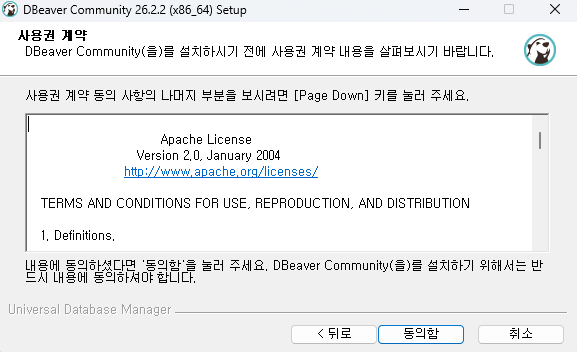 DBeaver Community 26.2.2 (x86_64) Setup
사용권 계약
DBeaver Community(을)를 설치하시기 전에 사용권 계약 내용을 살펴보시기 바랍니다.
사용권 계약 동의 사항의 나머지 부분을 보시려면 [Page Down] 키를 눌러 주세요.
Apache License
Version 2.0, January 2004
http://www.apache.org/licenses/
TERMS AND CONDITIONS FOR USE, REPRODUCTION, AND DISTRIBUTION
1. Definitions.
내용에 동의하셨다면 '동의함'을 눌러 주세요. DBeaver Community(을)를 설치하기 위해서는 반
드시 내용에 동의하셔야 합니다.
Universal Database Manager
< 뒤로 동의함 취소